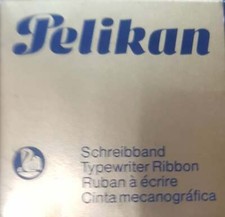 Pelikan
Schreibband
Typewriter Ribbon
Ruban à écrire
Cinta mecanográfica